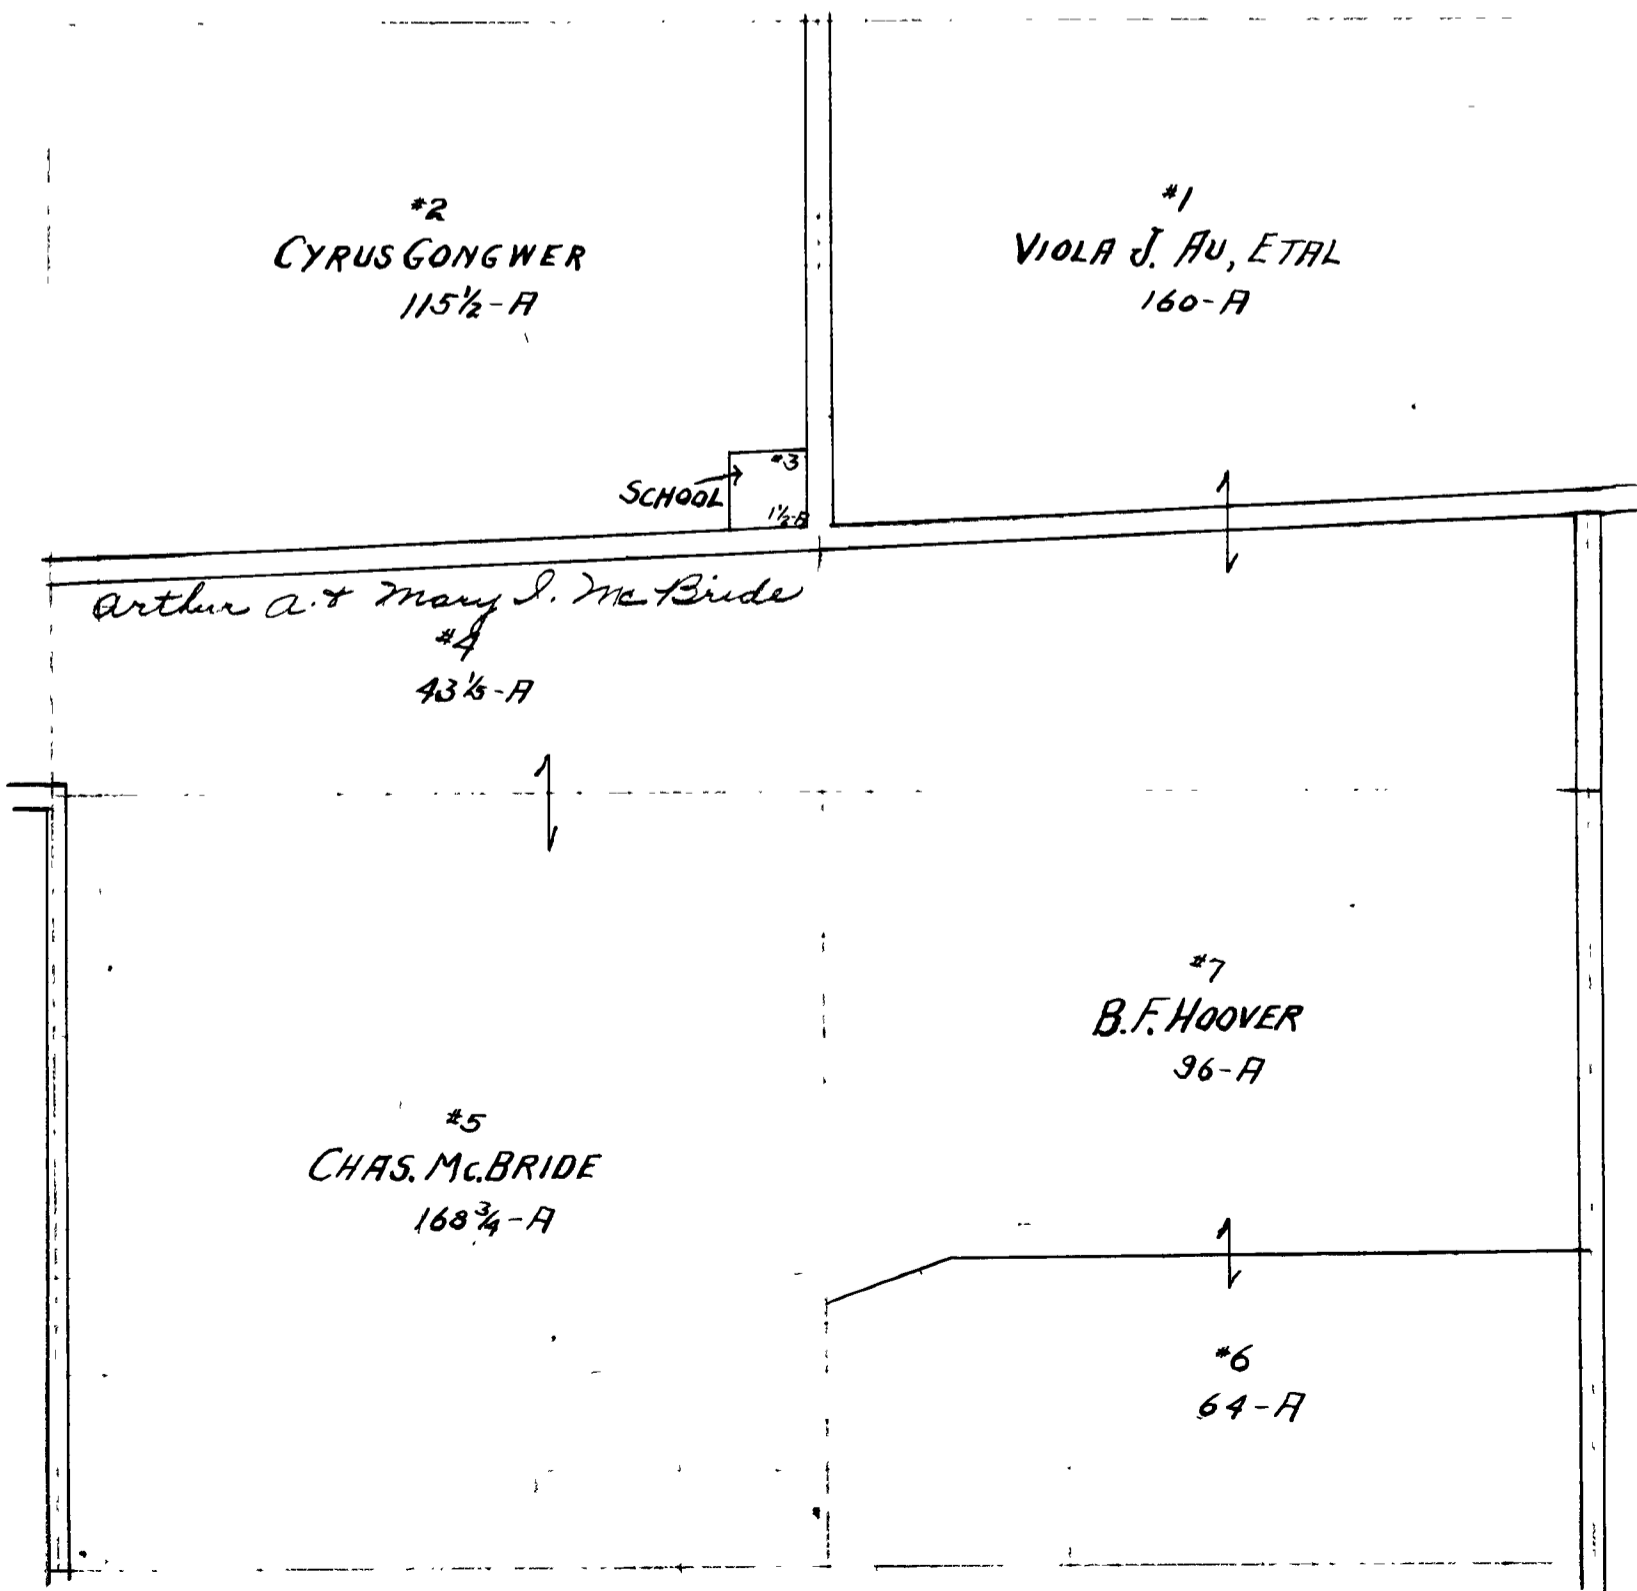 #2
CYRUS GONGWER
115½-A
#1
VIOLA J. AU, ETAL
160-A
#3
SCHOOL
1½-A
Arthur A. & Mary I. McBride
#4
43⅕-A
#7
B.F. HOOVER
96-A
#5
CHAS. Mc.BRIDE
168¾-A
#6
64-A